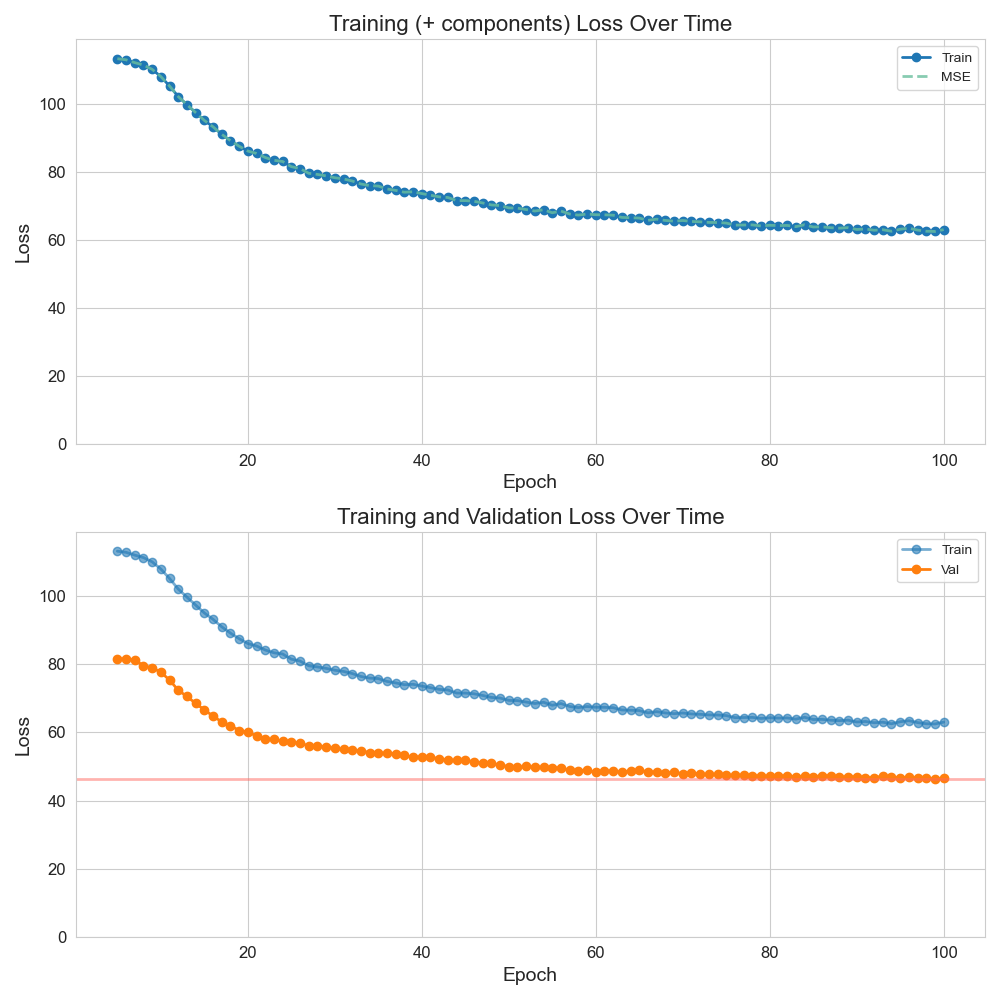 Training (+ components) Loss Over Time
Train
MSE
Loss
100
80
60
40
20
0
20 40 60 80 100
Epoch
Training and Validation Loss Over Time
Train
Val
Loss
100
80
60
40
20
0
20 40 60 80 100
Epoch